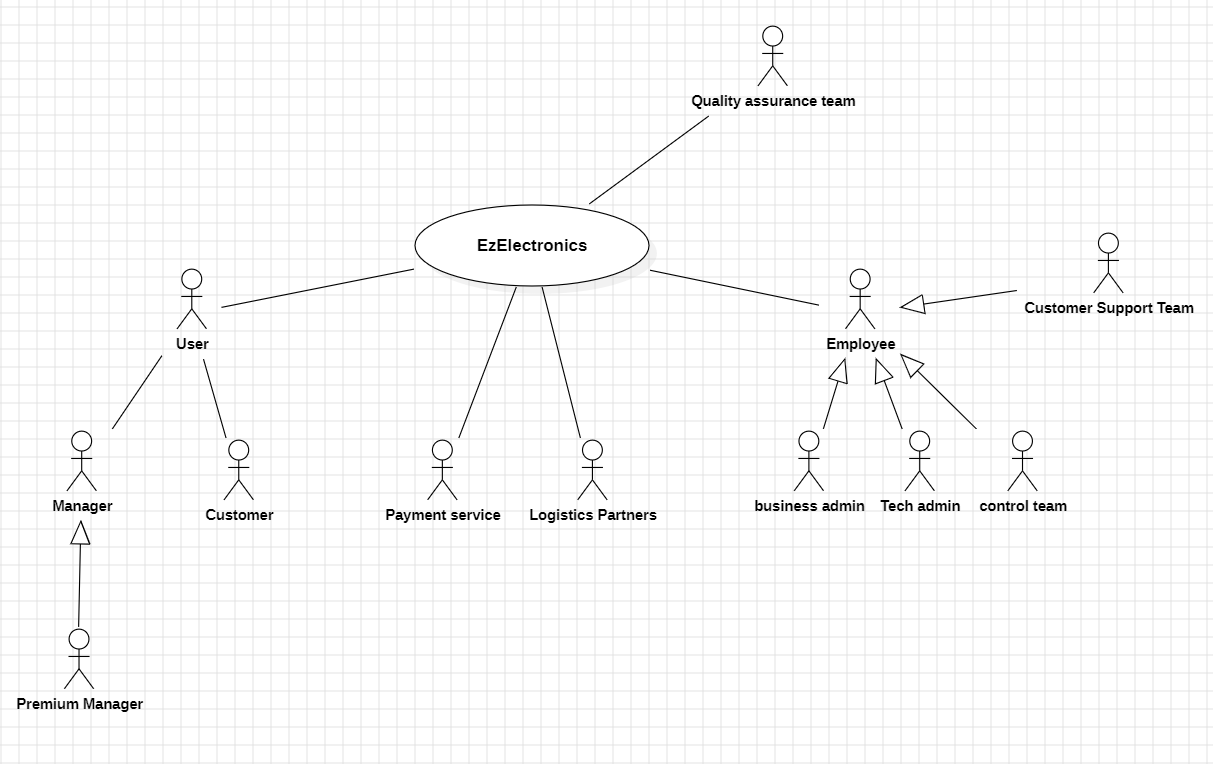 Quality assurance team
EzElectronics
Customer Support Team
User
Employee
Manager
Customer
Payment service
Logistics Partners
business admin
Tech admin
control team
Premium Manager